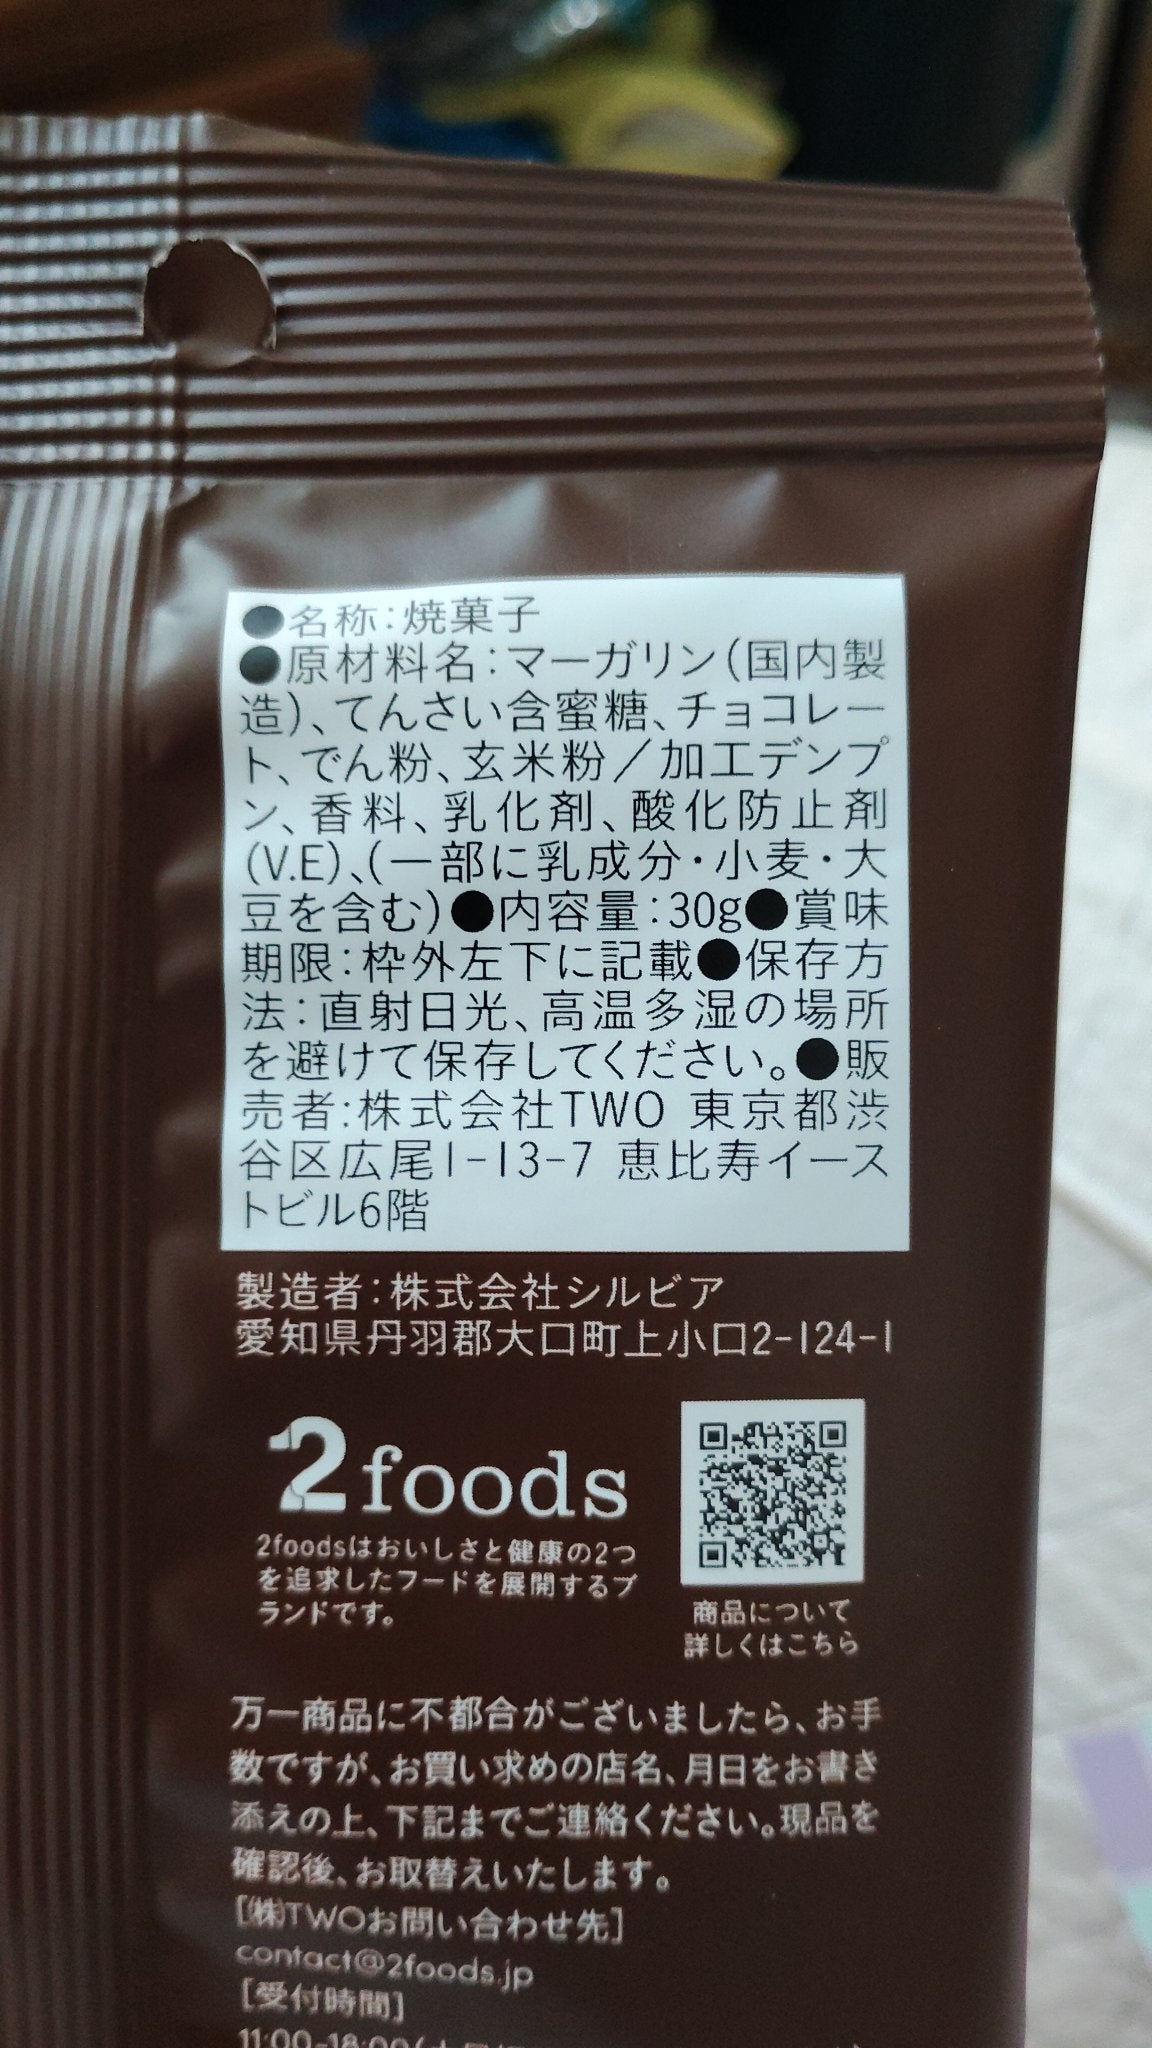 ●名称：焼菓子
●原材料名：マーガリン（国内製
造）、てんさい含蜜糖、チョコレー
ト、でん粉、玄米粉／加工デンプ
ン、香料、乳化剤、酸化防止剤
(V.E)、（一部に乳成分・小麦・大
豆を含む）●内容量：30g●賞味
期限：枠外左下に記載●保存方
法：直射日光、高温多湿の場所
を避けて保存してください。●販
売者：株式会社TWO 東京都渋
谷区広尾1-13-7 恵比寿イース
トビル6階
製造者：株式会社シルビア
愛知県丹羽郡大口町上小口2-124-1
2foods
2foodsはおいしさと健康の2つ
を追求したフードを展開するブ
ランドです。
商品について
詳しくはこちら
万一商品に不都合がございましたら、お手
数ですが、お買い求めの店名、月日をお書き
添えの上、下記までご連絡ください。現品を
確認後、お取替えいたします。
[㈱TWOお問い合わせ先]
contact@2foods.jp
[受付時間]
11:00-18:00